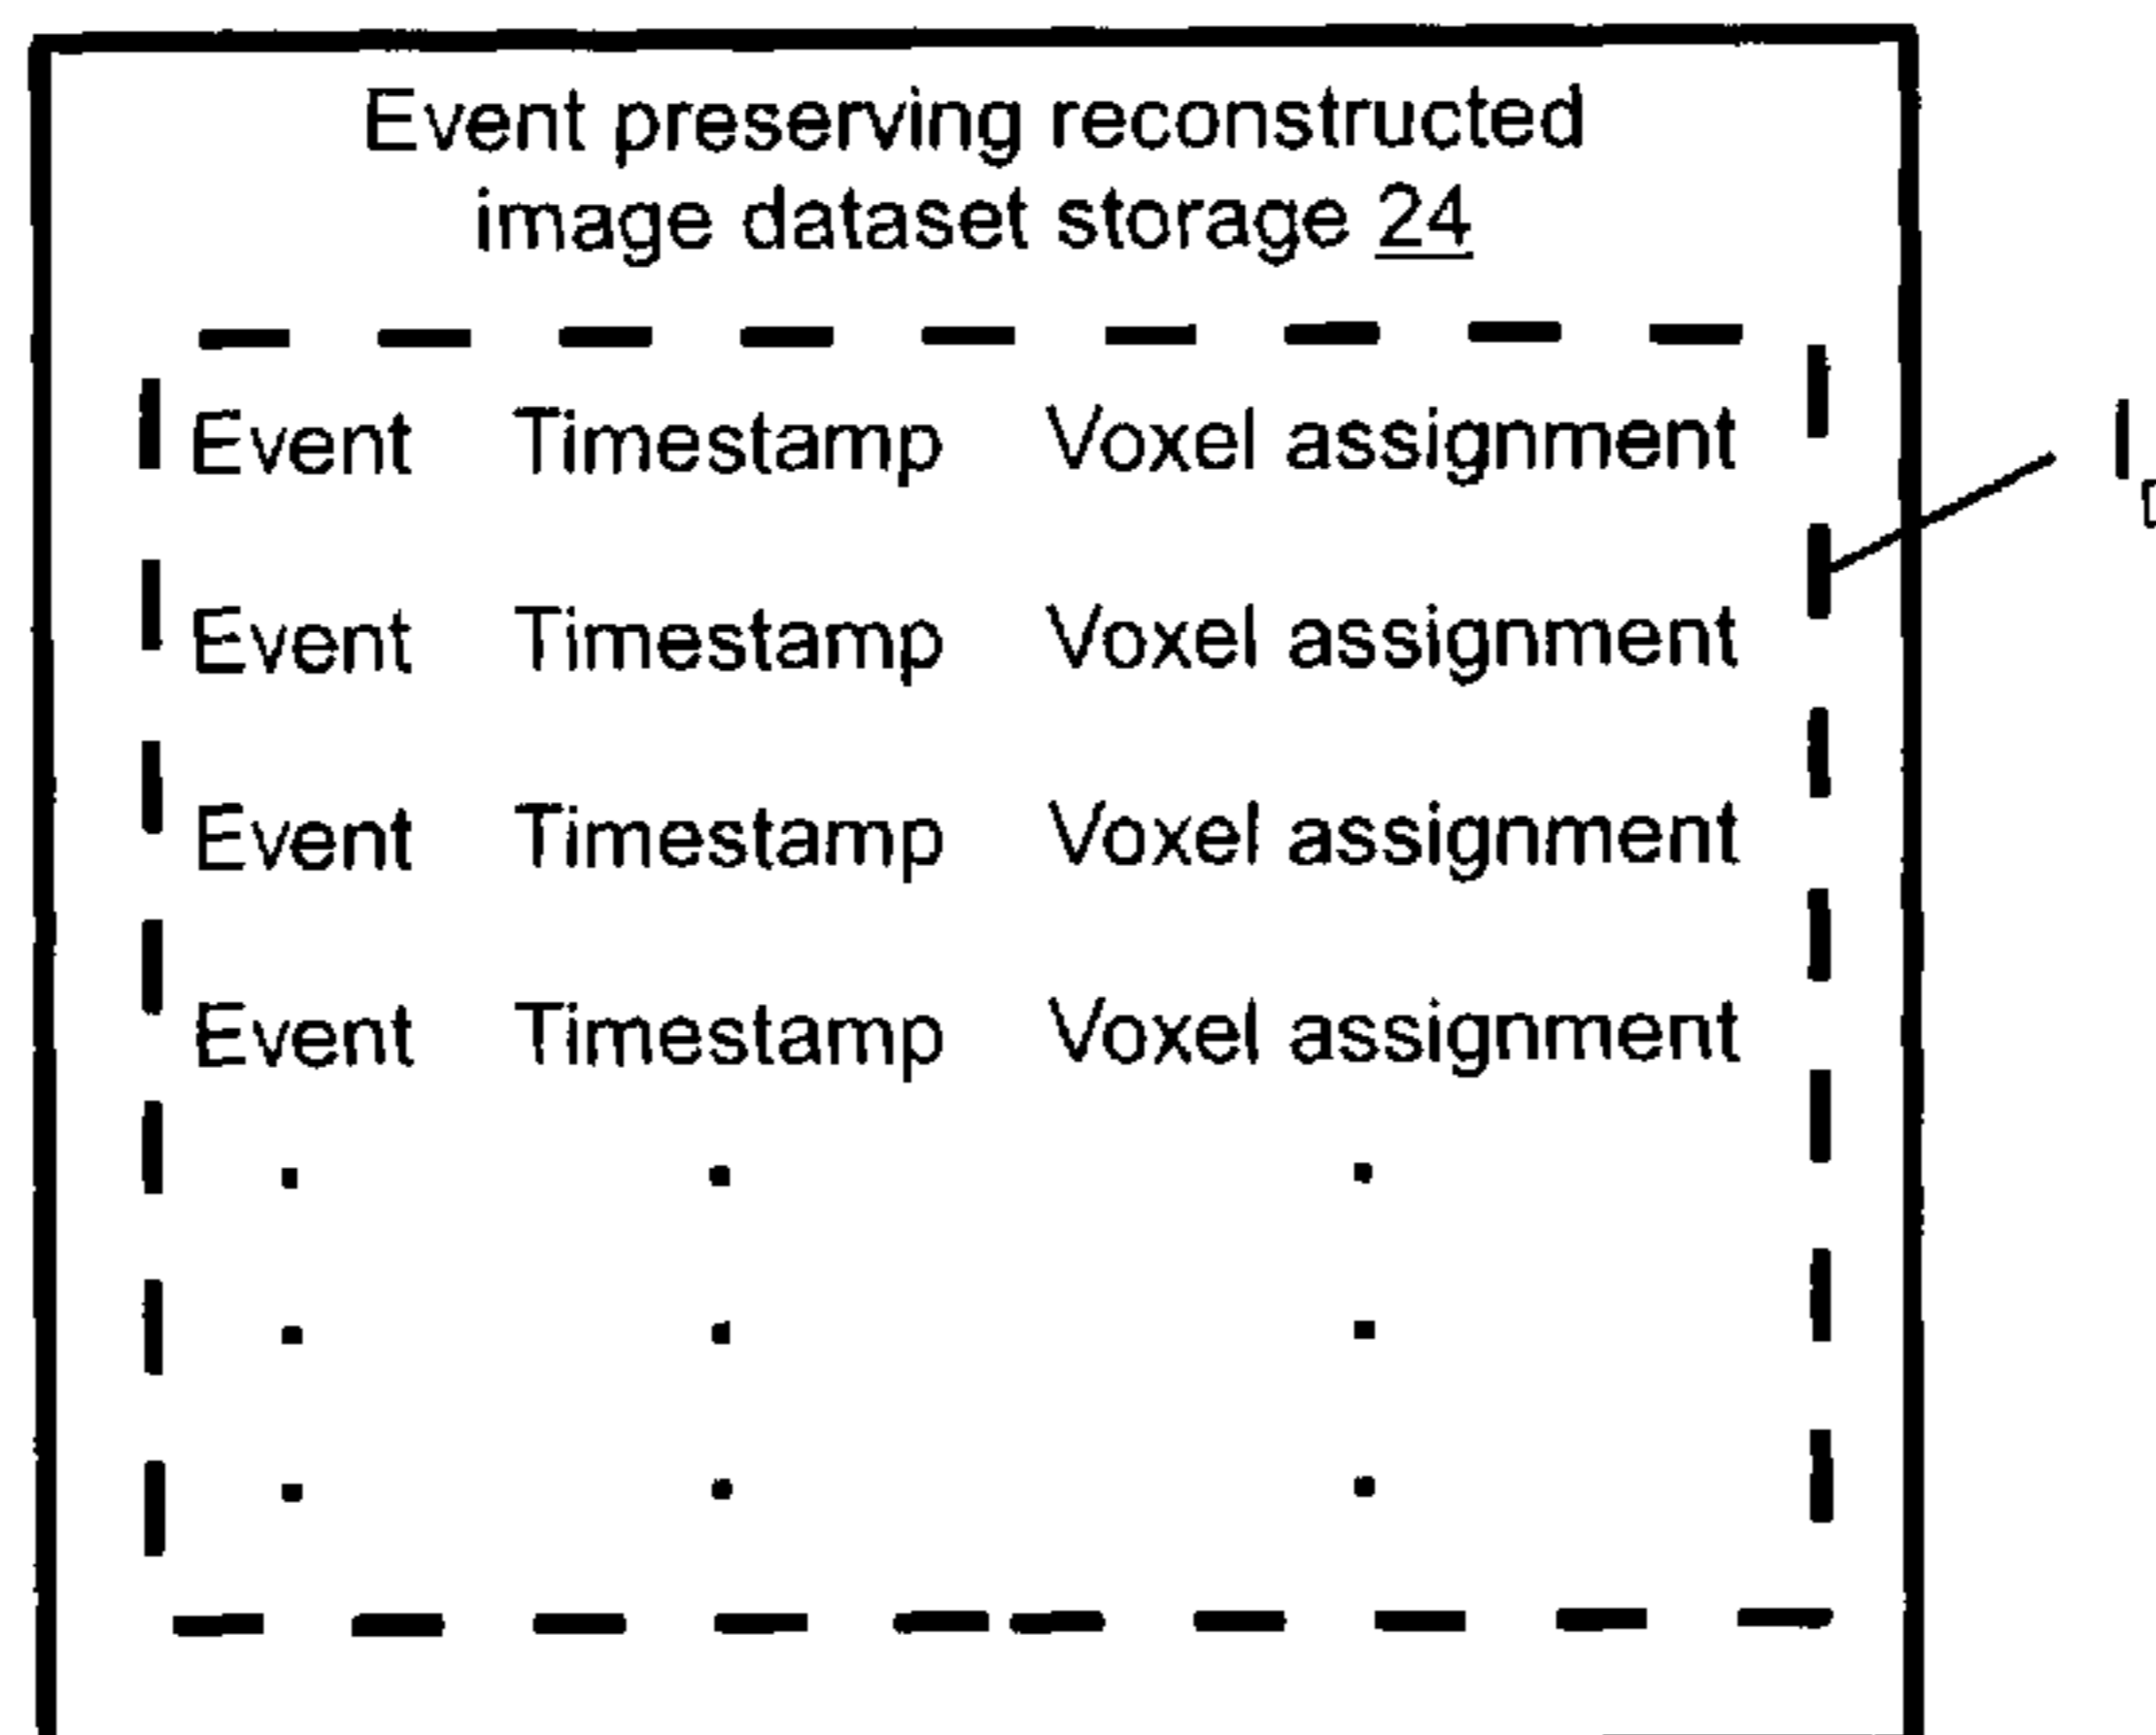 Event preserving reconstructed
image dataset storage 24
Event Timestamp Voxel assignment
Event Timestamp Voxel assignment
Event Timestamp Voxel assignment
Event Timestamp Voxel assignment